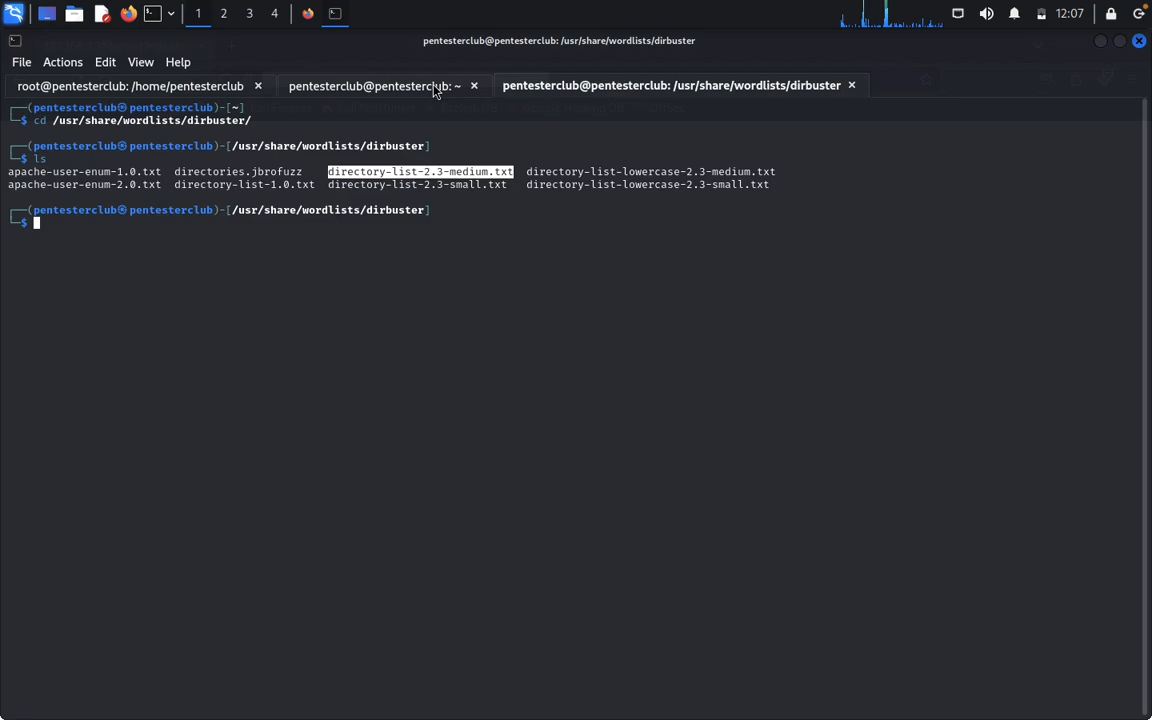 1 2 3 4 12:07
pentesterclub@pentesterclub: /usr/share/wordlists/dirbuster
File Actions Edit View Help
root@pentesterclub: /home/pentesterclub pentesterclub@pentesterclub: ~ pentesterclub@pentesterclub: /usr/share/wordlists/dirbuster
┌──(pentesterclub㉿pentesterclub)-[~]
└─$ cd /usr/share/wordlists/dirbuster/
┌──(pentesterclub㉿pentesterclub)-[/usr/share/wordlists/dirbuster]
└─$ ls
apache-user-enum-1.0.txt directories.jbrofuzz directory-list-2.3-medium.txt directory-list-lowercase-2.3-medium.txt
apache-user-enum-2.0.txt directory-list-1.0.txt directory-list-2.3-small.txt directory-list-lowercase-2.3-small.txt
┌──(pentesterclub㉿pentesterclub)-[/usr/share/wordlists/dirbuster]
└─$